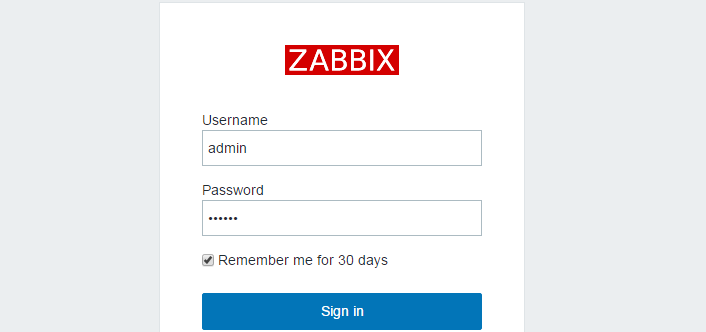 ZABBIX
Username
admin
Password
••••••
Remember me for 30 days
Sign in